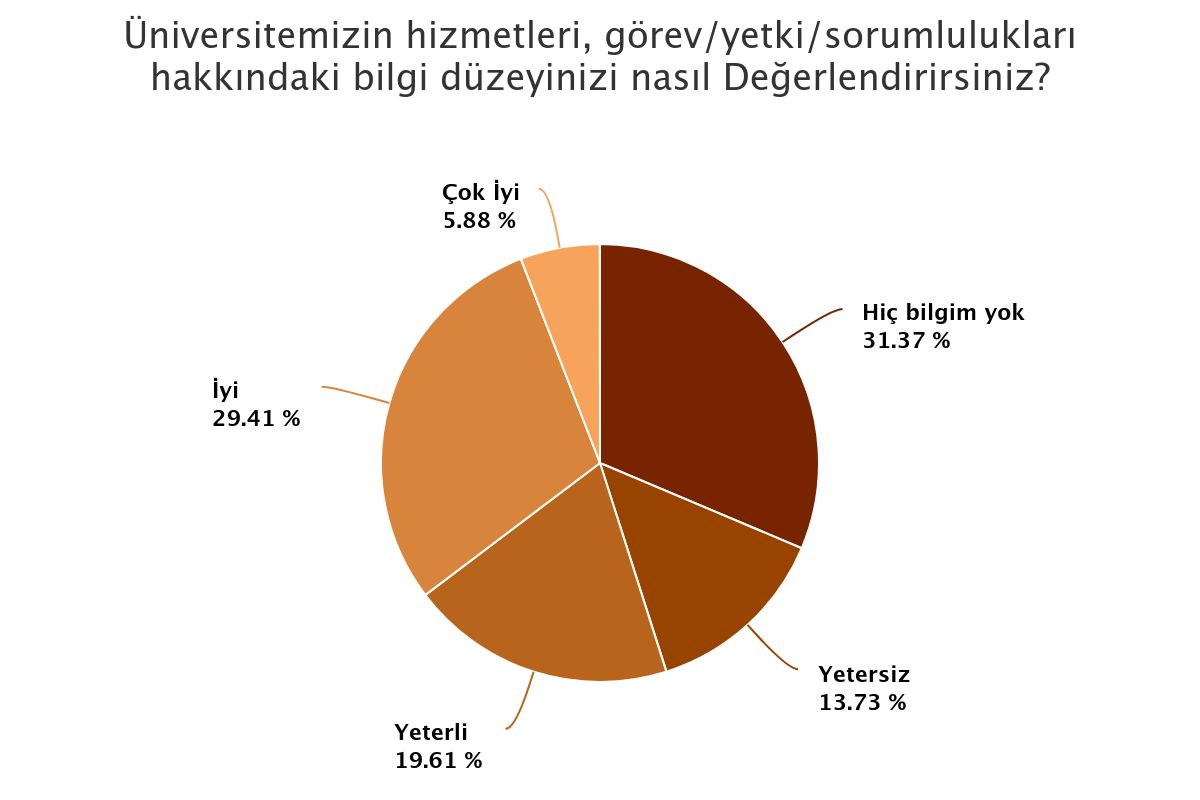 Üniversitemizin hizmetleri, görev/yetki/sorumlulukları
hakkındaki bilgi düzeyinizi nasıl Değerlendirirsiniz?
Çok İyi
5.88 %
Hiç bilgim yok
31.37 %
İyi
29.41 %
Yetersiz
13.73 %
Yeterli
19.61 %